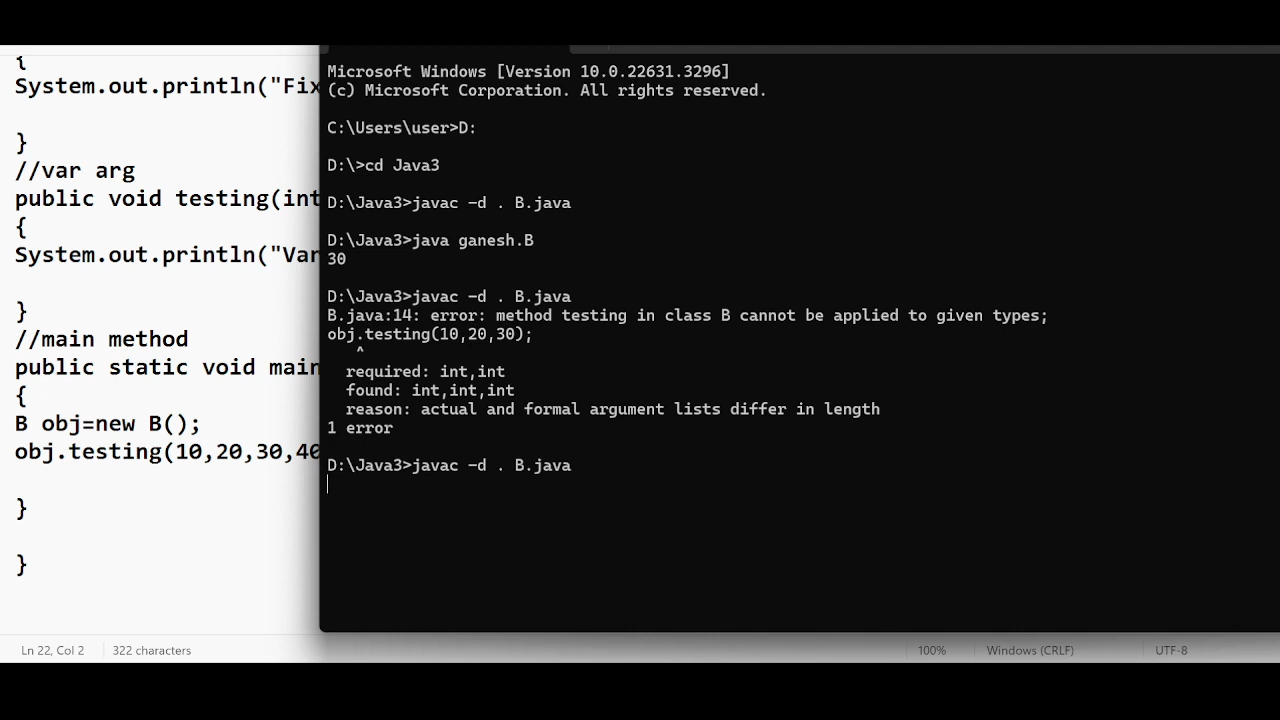 {
System.out.println("Fix
}
//var arg
public void testing(int
{
System.out.println("Var
}
//main method
public static void main
{
B obj=new B();
obj.testing(10,20,30,40
}
}
Ln 22, Col 2 322 characters 100% Windows (CRLF) UTF-8
Microsoft Windows [Version 10.0.22631.3296]
(c) Microsoft Corporation. All rights reserved.
C:\Users\user>D:
D:\>cd Java3
D:\Java3>javac -d . B.java
D:\Java3>java ganesh.B
30
D:\Java3>javac -d . B.java
B.java:14: error: method testing in class B cannot be applied to given types;
obj.testing(10,20,30);
^
required: int,int
found: int,int,int
reason: actual and formal argument lists differ in length
1 error
D:\Java3>javac -d . B.java